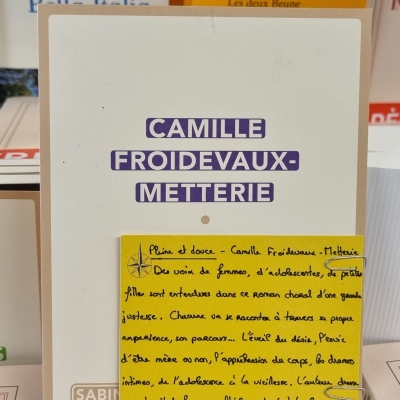 Bella Italia
Les deux Beune
CAMILLE
FROIDEVAUX-
METTERIE
Pleine et douce - Camille Froidevaux-Metterie
Des voix de femmes, d'adolescentes, de petites
filles sont entendues dans ce roman choral d'une grande
justesse. Chacune va se raconter à travers sa propre
expérience, son parcours... L'éveil du désir, l'envie
d'être mère ou non, l'appréhension du corps, les drames
intimes, de l'adolescence à la vieillesse. L'auteure
SABIN